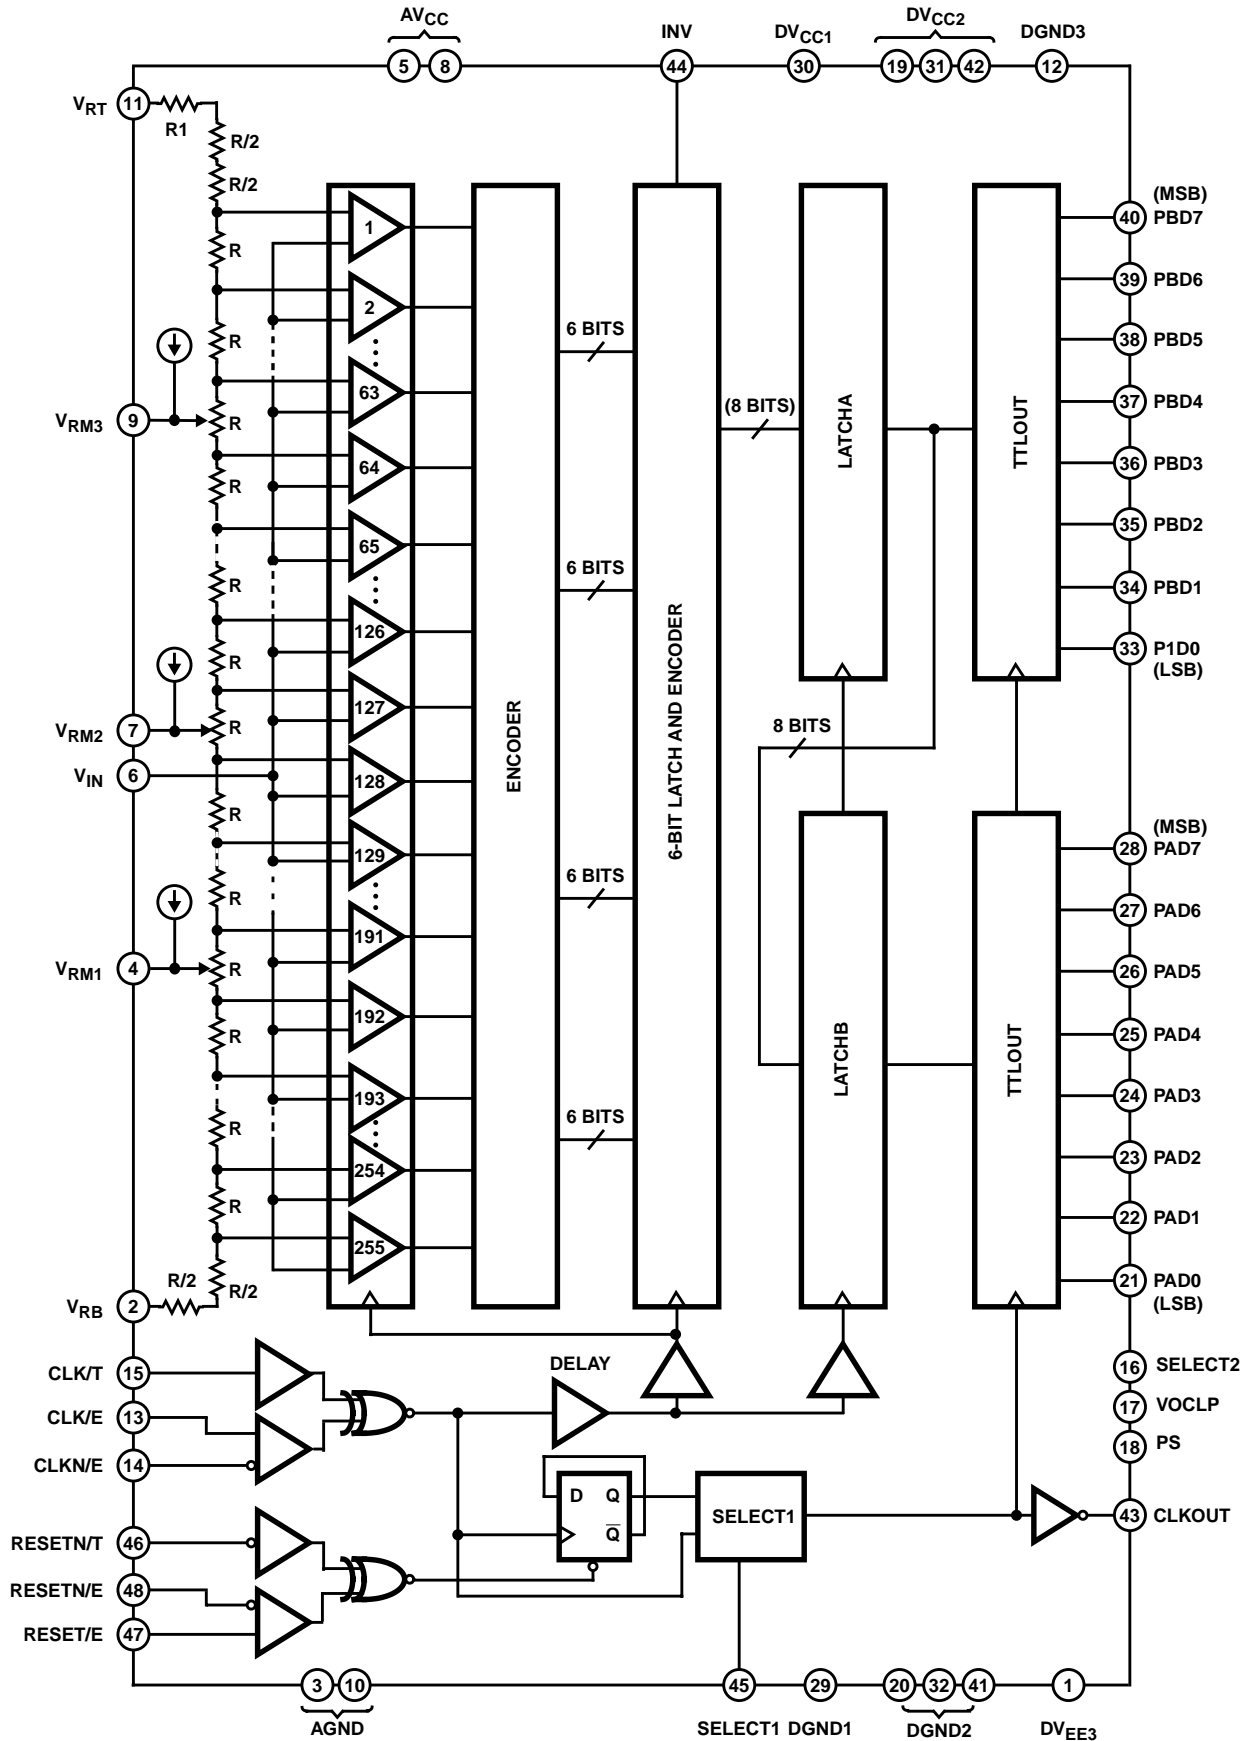 AVCC INV DVCC1 DVCC2 DGND3
5 8 44 30 19 31 42 12
VRT 11 R1
R/2
R/2
(MSB)
1 40 PBD7
R
2 39 PBD6
R 6 BITS 38 PBD5
63 (8 BITS) 37 PBD4
VRM3 9 R
LATCHA
TTLOUT
64 36 PBD3
R
65 35 PBD2
6 BITS
R 34 PBD1
126 33 P1D0
(LSB)
R
127
VRM2 7 R 8 BITS
VIN 6
128
ENCODER
6-BIT LATCH AND ENCODER
R
(MSB)
129 28 PAD7
R 6 BITS
27 PAD6
191
VRM1 4 R 26 PAD5
192
R 25 PAD4
LATCHB
TTLOUT
193 24 PAD3
R 6 BITS
254 23 PAD2
R 22 PAD1
255
R/2 R/2 21 PAD0
(LSB)
VRB 2
CLK/T 15 DELAY 16 SELECT2
CLK/E 13 17 VOCLP
CLKN/E 14 18 PS
D Q
SELECT1 43 CLKOUT
Q
RESETN/T 46
RESETN/E 48
RESET/E 47
3 10 45 29 20 32 41 1
AGND SELECT1 DGND1 DGND2 DVEE3